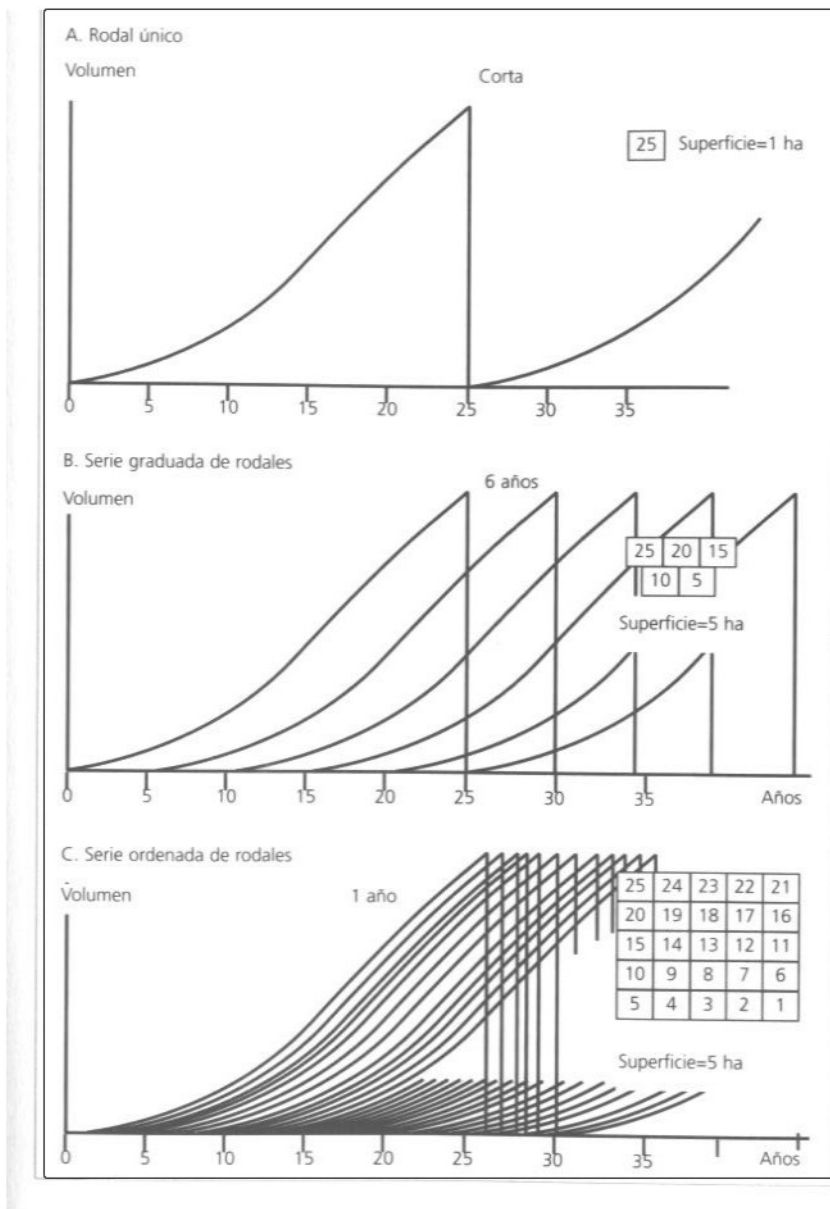 A. Rodal único
Volumen
Corta
25 Superficie=1 ha
0 5 10 15 20 25 30 35
B. Serie graduada de rodales
6 años
Volumen
25 20 15
10 5
Superficie=5 ha
0 5 10 15 20 25 30 35 Años
C. Serie ordenada de rodales
Volumen 1 año
25 24 23 22 21
20 19 18 17 16
15 14 13 12 11
10 9 8 7 6
5 4 3 2 1
Superficie=5 ha
0 5 10 15 20 25 30 35 Años